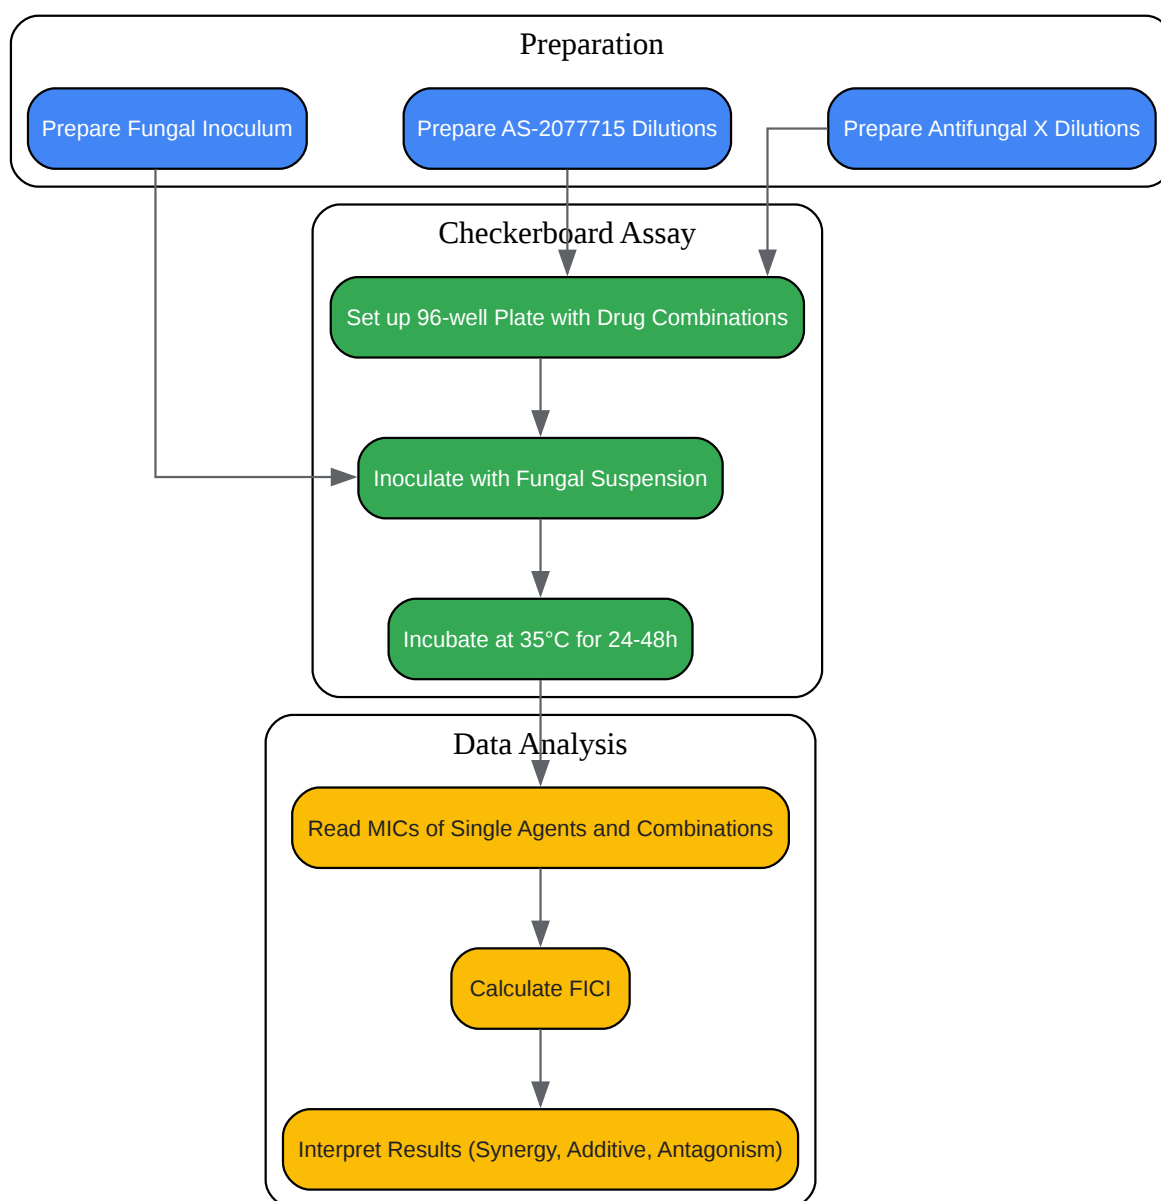 Preparation
Prepare Fungal Inoculum
Prepare AS-2077715 Dilutions
Prepare Antifungal X Dilutions
Checkerboard Assay
Set up 96-well Plate with Drug Combinations
Inoculate with Fungal Suspension
Incubate at 35°C for 24-48h
Data Analysis
Read MICs of Single Agents and Combinations
Calculate FICI
Interpret Results (Synergy, Additive, Antagonism)